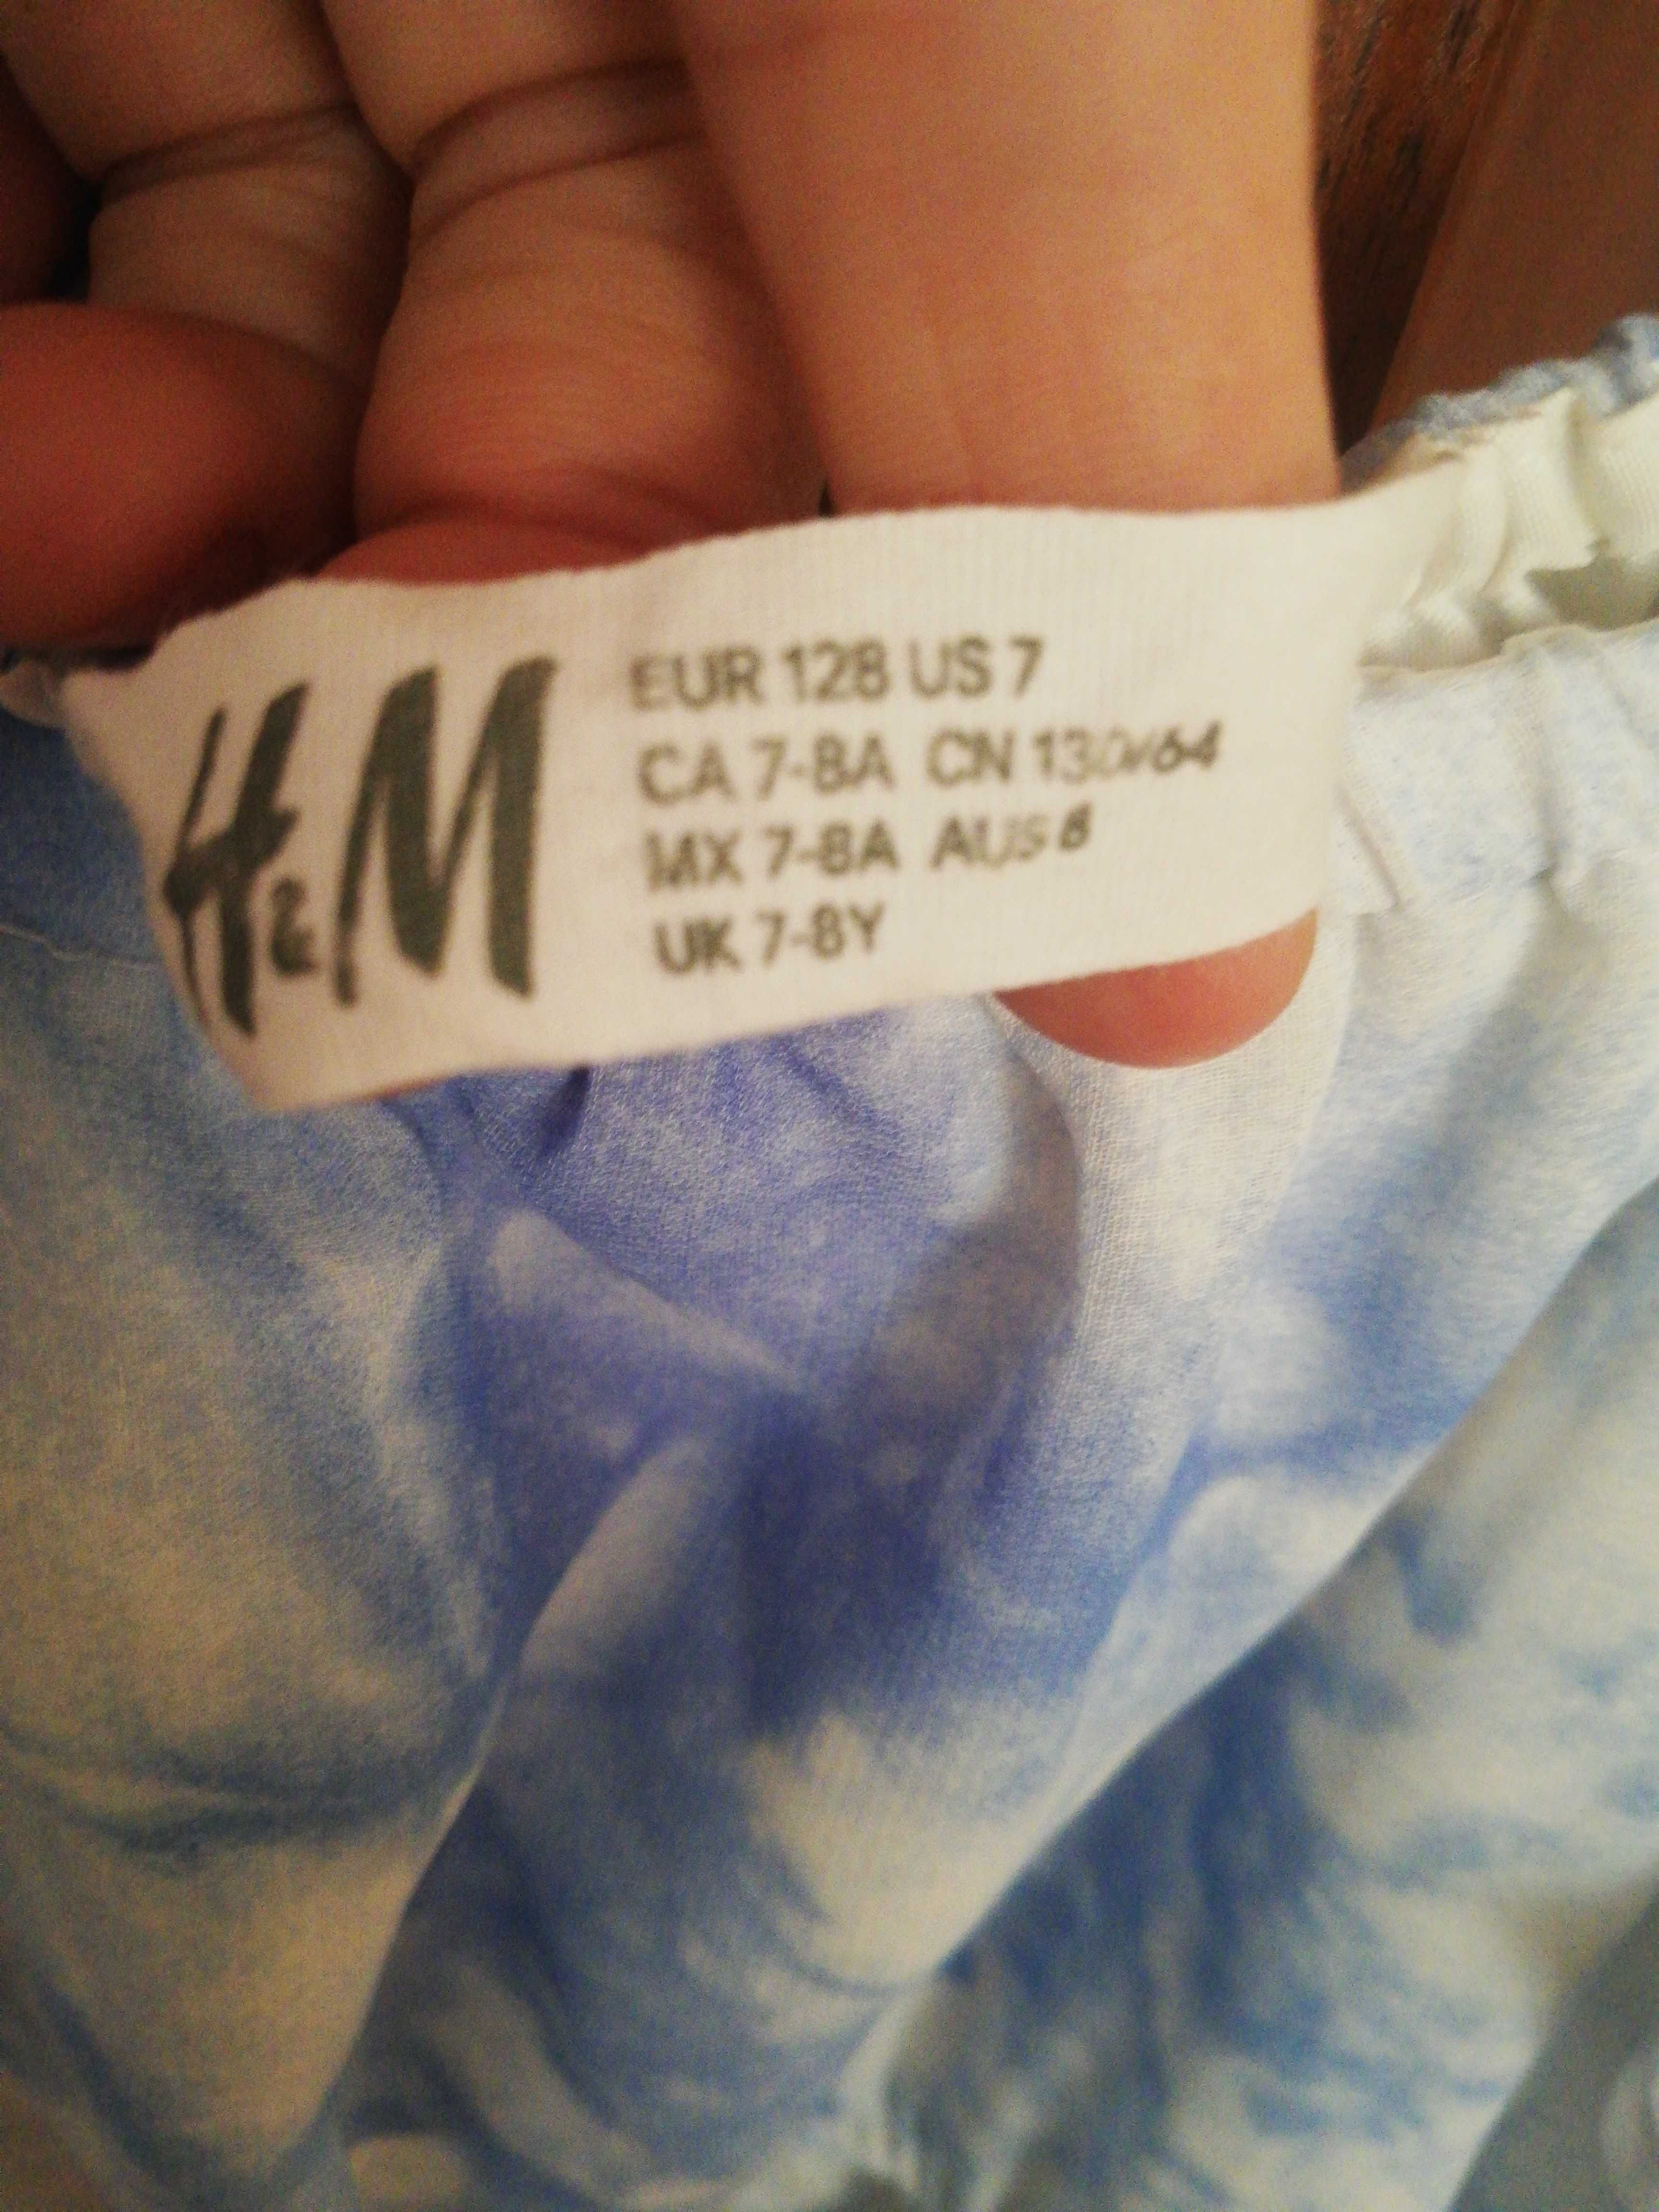 H&M
EUR 128 US 7
CA 7-8A CN 130/64
MX 7-8A AUS 8
UK 7-8Y